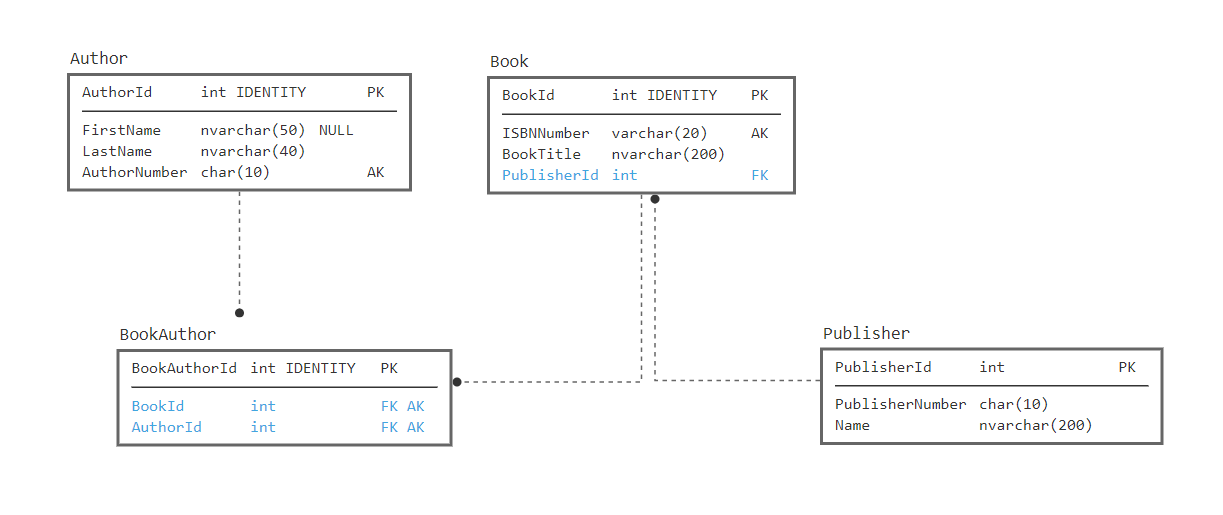 Author
AuthorId int IDENTITY PK
FirstName nvarchar(50) NULL
LastName nvarchar(40)
AuthorNumber char(10) AK
Book
BookId int IDENTITY PK
ISBNNumber varchar(20) AK
BookTitle nvarchar(200)
PublisherId int FK
BookAuthor
BookAuthorId int IDENTITY PK
BookId int FK AK
AuthorId int FK AK
Publisher
PublisherId int PK
PublisherNumber char(10)
Name nvarchar(200)